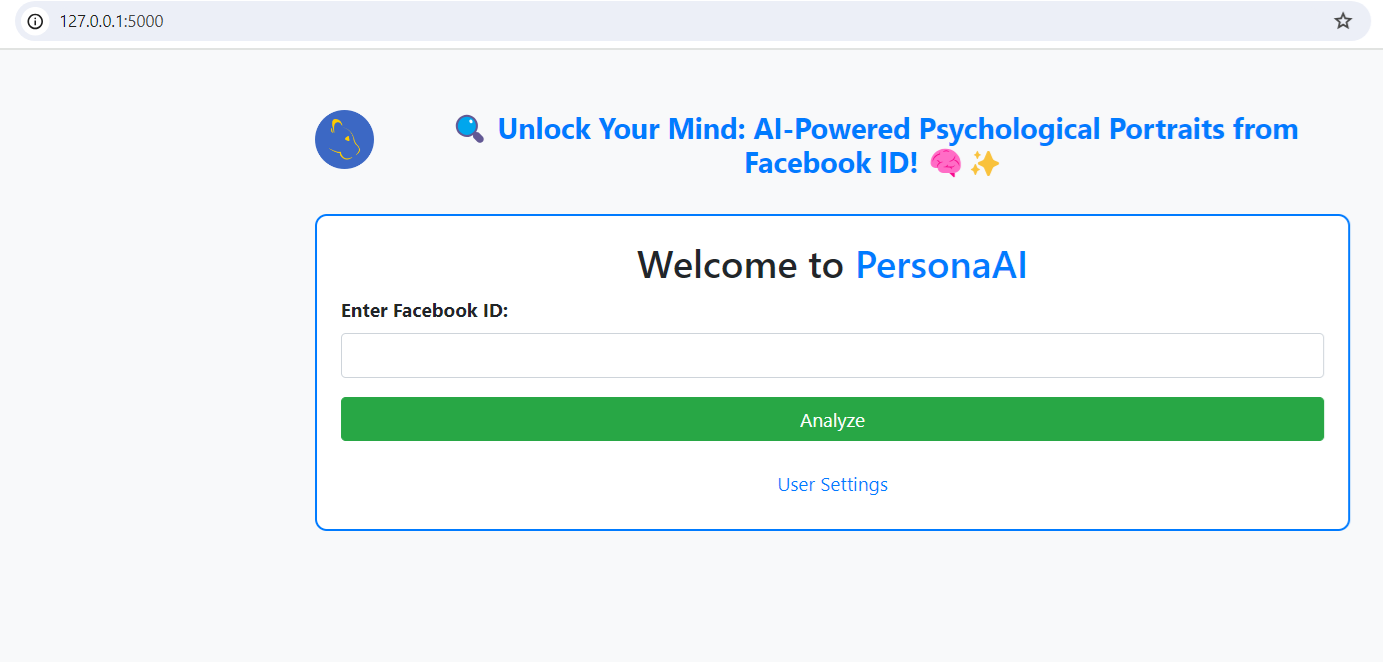 127.0.0.1:5000
🔍 Unlock Your Mind: AI-Powered Psychological Portraits from
Facebook ID! 🧠✨
Welcome to PersonaAI
Enter Facebook ID:
Analyze
User Settings